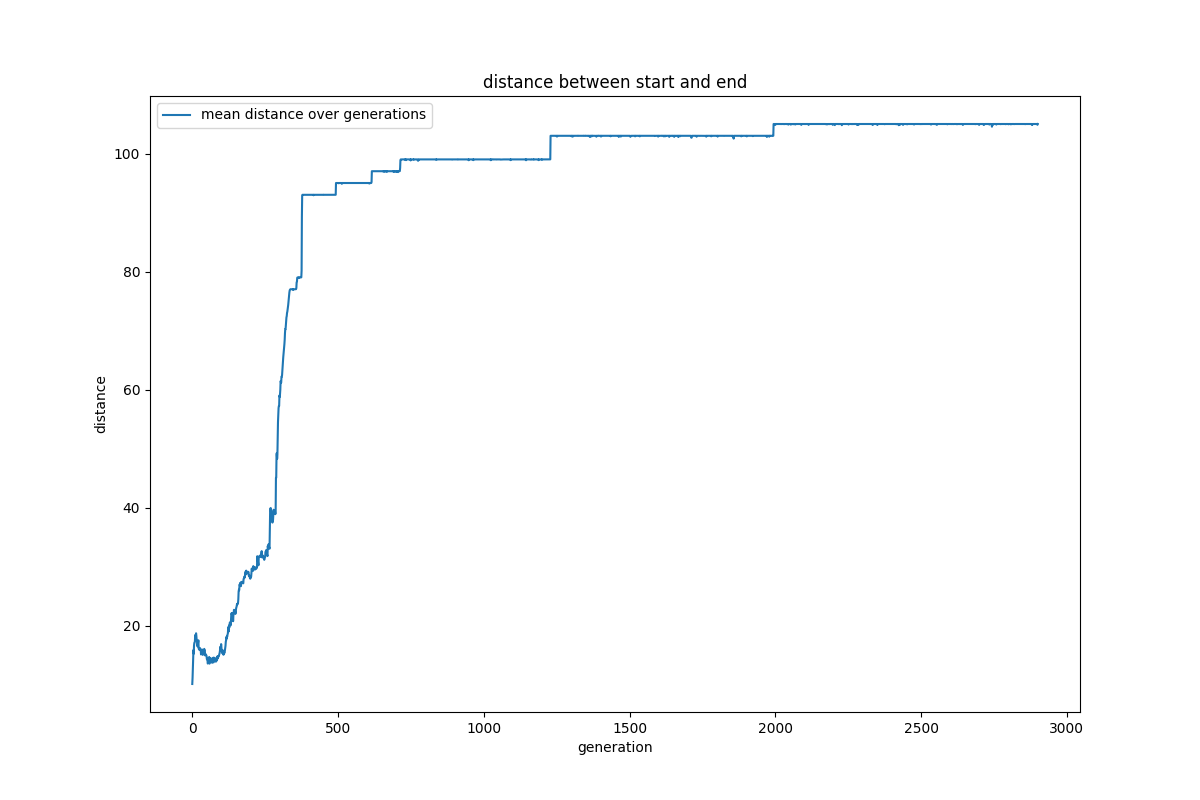 distance between start and end
mean distance over generations
100
80
60
40
20
distance
0 500 1000 1500 2000 2500 3000
generation